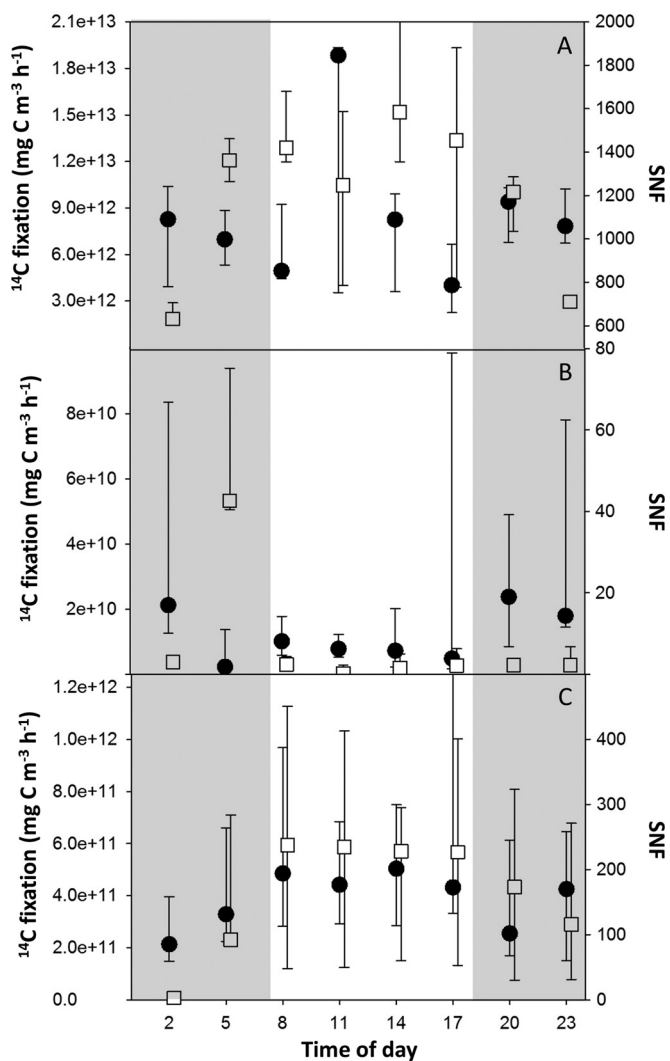 A
2.1e+13
1.8e+13
1.5e+13
1.2e+13
9.0e+12
6.0e+12
3.0e+12
¹⁴C fixation (mg C m⁻³ h⁻¹)
2000
1800
1600
1400
1200
1000
800
600
SNF
B
8e+10
6e+10
4e+10
2e+10
¹⁴C fixation (mg C m⁻³ h⁻¹)
80
60
40
20
SNF
C
1.2e+12
1.0e+12
8.0e+11
6.0e+11
4.0e+11
2.0e+11
0.0
¹⁴C fixation (mg C m⁻³ h⁻¹)
400
300
200
100
0
SNF
2 5 8 11 14 17 20 23
Time of day